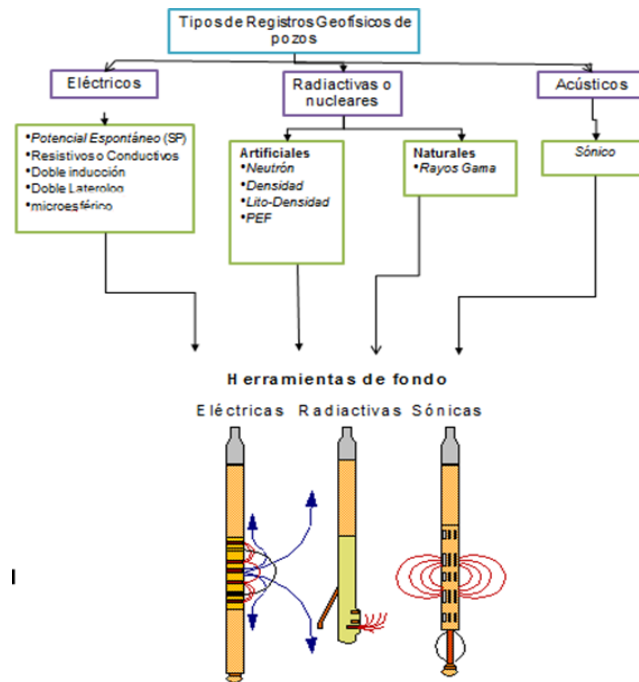 Tipos de Registros Geofísicos de
pozos
Eléctricos
Radiactivas o
nucleares
Acústicos
•Potencial Espontáneo (SP)
•Resistivos o Conductivos
•Doble inducción
•Doble Laterolog
•microesférico
Artificiales
•Neutrón
•Densidad
•Lito-Densidad
•PEF
Naturales
•Rayos Gama
Sónico
Herramientas de fondo
Eléctricas Radiactivas Sónicas